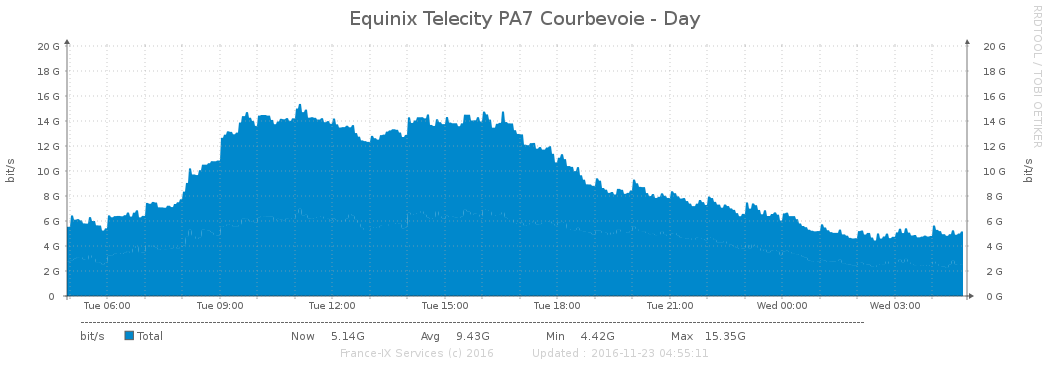 Equinix Telecity PA7 Courbevoie - Day
RRDTOOL / TOBI OETIKER
bit/s
bit/s
20 G 20 G
18 G 18 G
16 G 16 G
14 G 14 G
12 G 12 G
10 G 10 G
8 G 8 G
6 G 6 G
4 G 4 G
2 G 2 G
0 0 G
Tue 06:00 Tue 09:00 Tue 12:00 Tue 15:00 Tue 18:00 Tue 21:00 Wed 00:00 Wed 03:00
bit/s Total Now 5.14G Avg 9.43G Min 4.42G Max 15.35G
France-IX Services (c) 2016 Updated : 2016-11-23 04:55:11